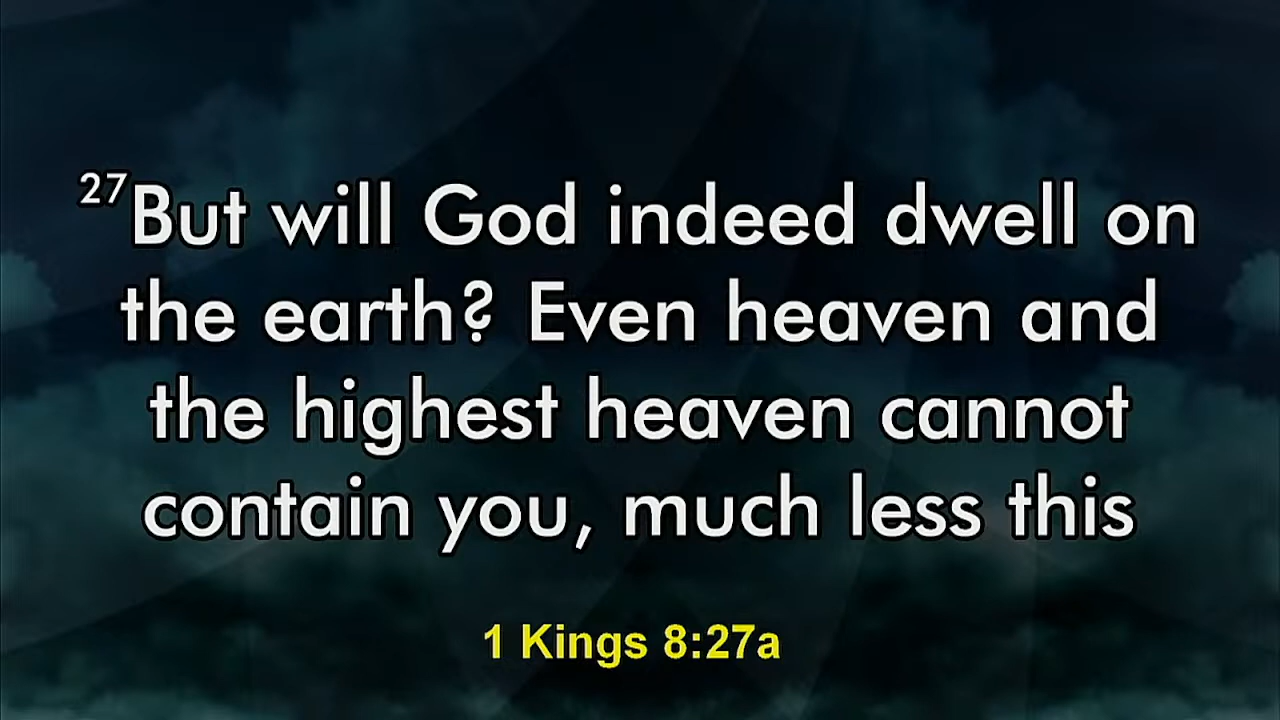 27But will God indeed dwell on
the earth? Even heaven and
the highest heaven cannot
contain you, much less this
1 Kings 8:27a